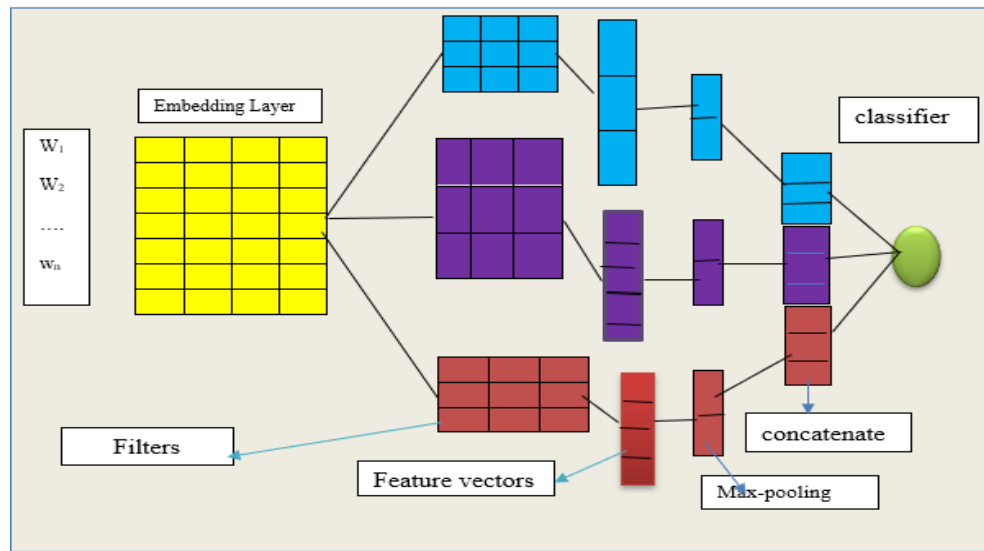 Embedding Layer
classifier
W₁
W₂
----
wₙ
Filters
Feature vectors
concatenate
Max-pooling